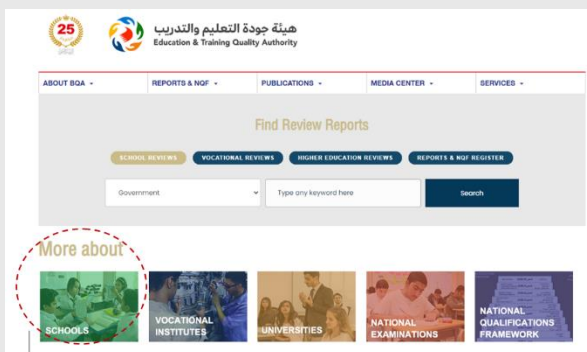 25
هيئة جودة التعليم والتدريب
Education & Training Quality Authority
ABOUT BQA
REPORTS & NQF
PUBLICATIONS
MEDIA CENTER
SERVICES
Find Review Reports
SCHOOL REVIEWS
VOCATIONAL REVIEWS
HIGHER EDUCATION REVIEWS
REPORTS & NQF REGISTER
Government
Type any keyword here
Search
More about
SCHOOLS
VOCATIONAL
INSTITUTES
UNIVERSITIES
NATIONAL
EXAMINATIONS
NATIONAL
QUALIFICATIONS
FRAMEWORK